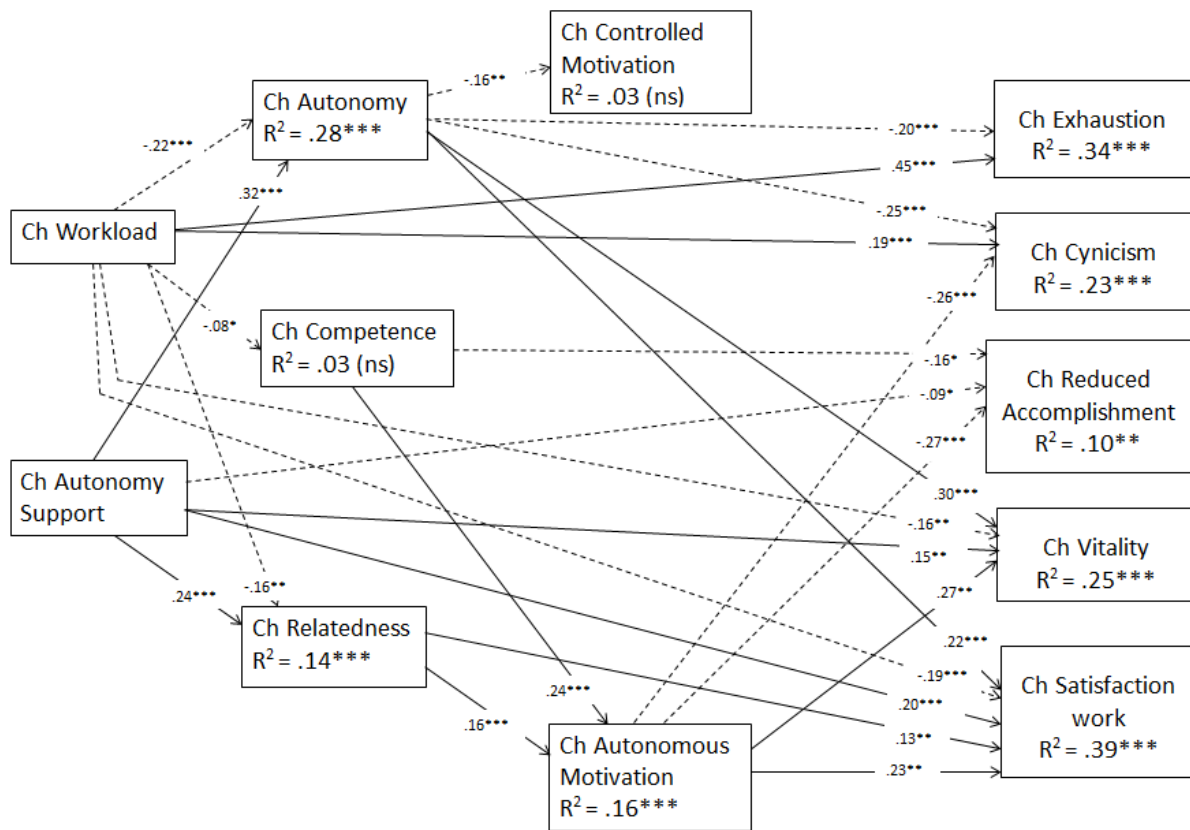 Ch Controlled
Motivation
R² = .03 (ns)
-.16**
Ch Autonomy
R² = .28***
Ch Exhaustion
R² = .34***
-.20***
-.22***
.45***
.32***
-.25***
Ch Workload
.19***
Ch Cynicism
R² = .23***
-.26***
-.08*
Ch Competence
R² = .03 (ns)
-.16*
-.09*
Ch Reduced
Accomplishment
R² = .10**
-.27***
Ch Autonomy
Support
.30***
-.16**
.15**
Ch Vitality
R² = .25***
.24***
-.16**
.27**
Ch Relatedness
R² = .14***
.22***
-.19***
.24***
.20***
Ch Satisfaction
work
R² = .39***
.16***
.13**
Ch Autonomous
Motivation
R² = .16***
.23**